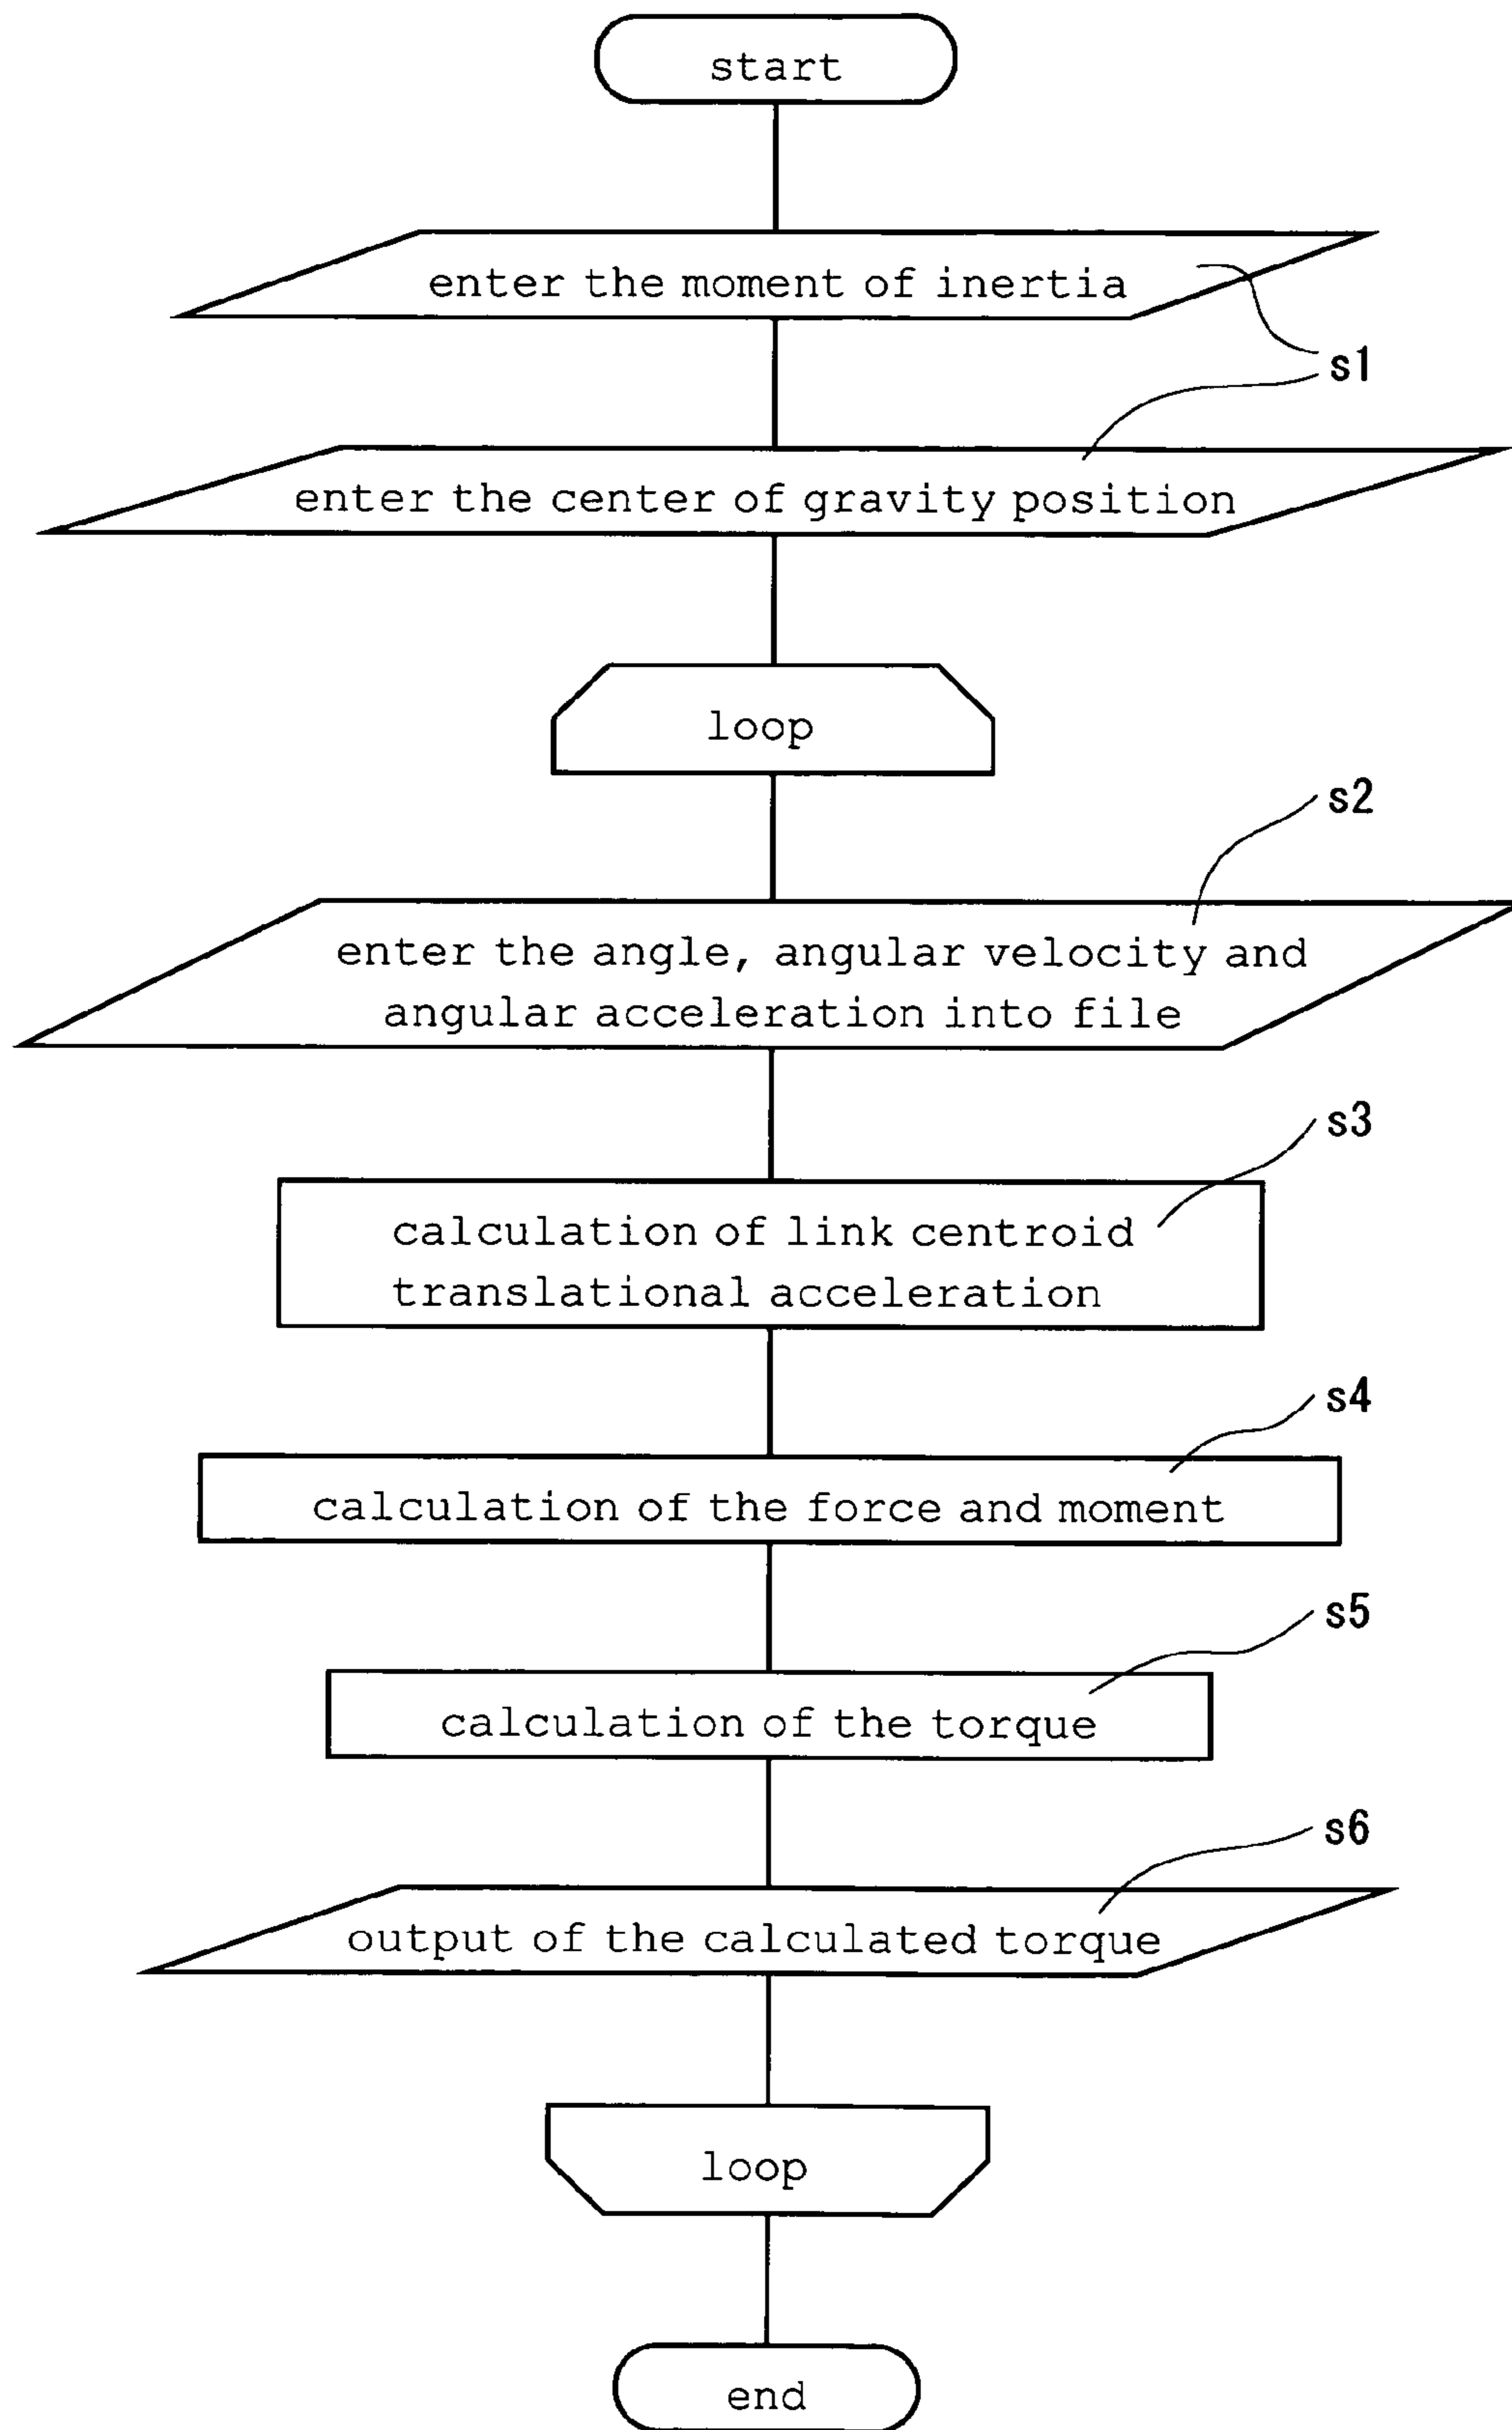 start
enter the moment of inertia
s1
enter the center of gravity position
loop
s2
enter the angle, angular velocity and
angular acceleration into file
s3
calculation of link centroid
translational acceleration
s4
calculation of the force and moment
s5
calculation of the torque
s6
output of the calculated torque
loop
end